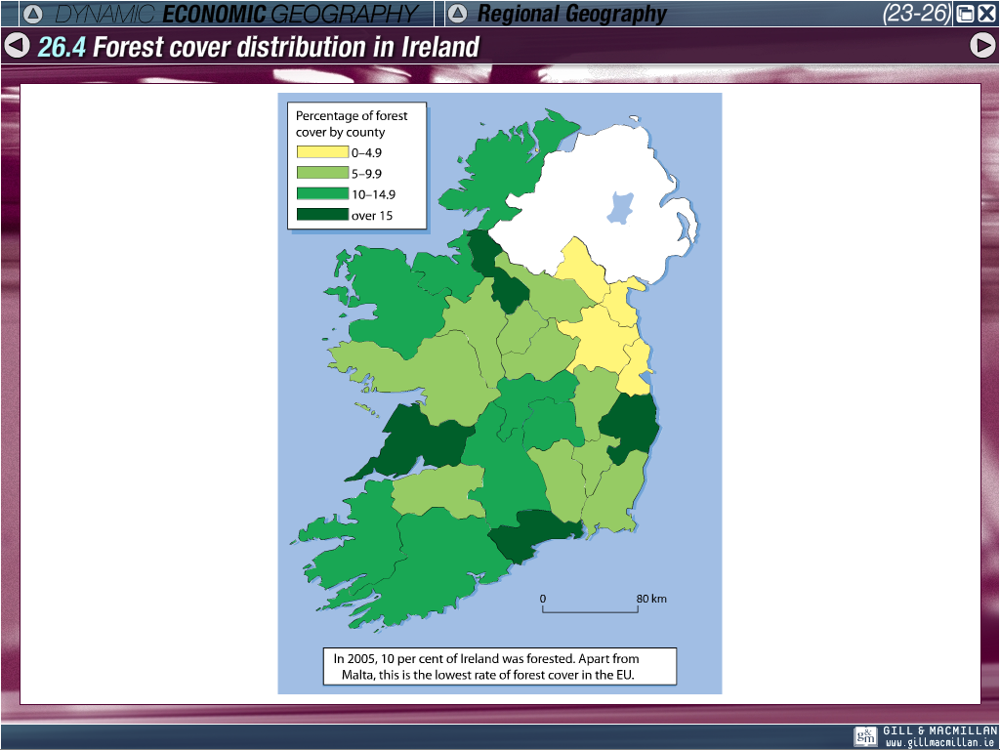 DYNAMIC ECONOMIC GEOGRAPHY
Regional Geography
(23-26)
26.4 Forest cover distribution in Ireland
Percentage of forest
cover by county
0–4.9
5–9.9
10–14.9
over 15
0 80 km
In 2005, 10 per cent of Ireland was forested. Apart from
Malta, this is the lowest rate of forest cover in the EU.
g&m
GILL & MACMILLAN
www.gillmacmillan.ie